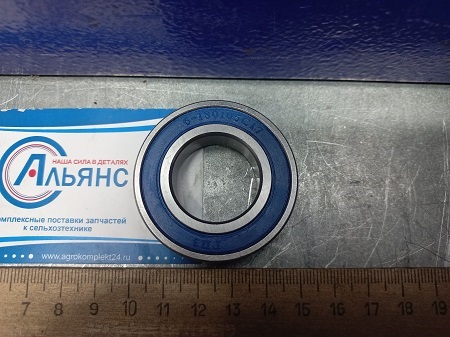 НАША СИЛА В ДЕТАЛЯХ
АЛЬЯНС
омплексные поставки запчастей
к сельхозтехнике
www.agrokomplekt24.ru
7 8 9 10 11 12 13 14 15 16 17 18 19